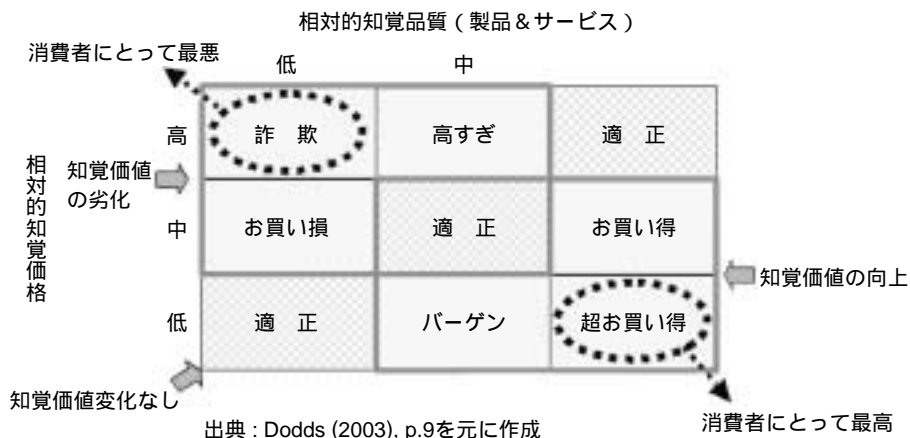 相対的知覚品質（製品＆サービス）
消費者にとって最悪
低 中
高 詐 欺 高すぎ 適 正
相対的知覚価格
知覚価値
の劣化
中 お買い損 適 正 お買い得
知覚価値の向上
低 適 正 バーゲン 超お買い得
知覚価値変化なし
消費者にとって最高
出典 : Dodds (2003), p.9を元に作成